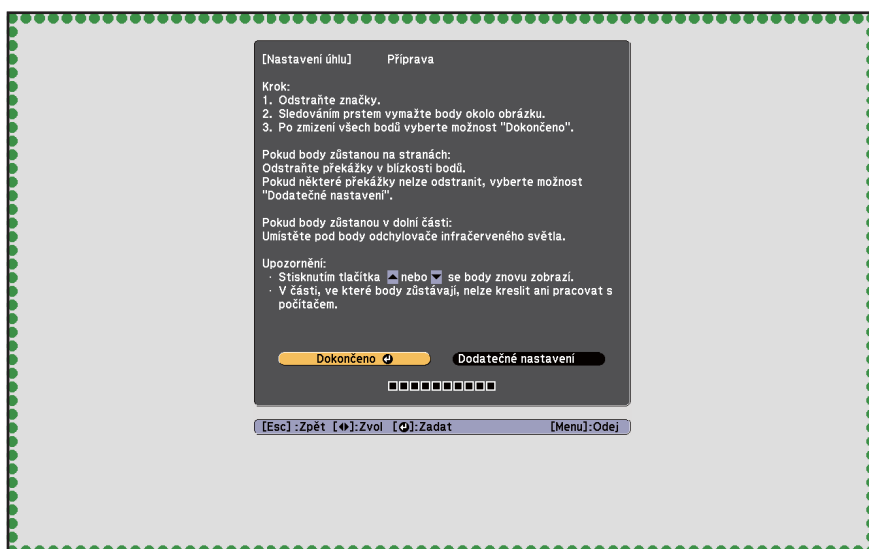 [Nastavení úhlu] Příprava
Krok:
1. Odstraňte značky.
2. Sledováním prstem vymažte body okolo obrázku.
3. Po zmizení všech bodů vyberte možnost "Dokončeno".
Pokud body zůstanou na stranách:
Odstraňte překážky v blízkosti bodů.
Pokud některé překážky nelze odstranit, vyberte možnost
"Dodatečné nastavení".
Pokud body zůstanou v dolní části:
Umístěte pod body odchylovače infračerveného světla.
Upozornění:
· Stisknutím tlačítka ▲ nebo ▼ se body znovu zobrazí.
· V části, ve které body zůstávají, nelze kreslit ani pracovat s
počítačem.
Dokončeno Dodatečné nastavení
[Esc] :Zpět [◀▶]:Zvol [↵]:Zadat [Menu]:Odej